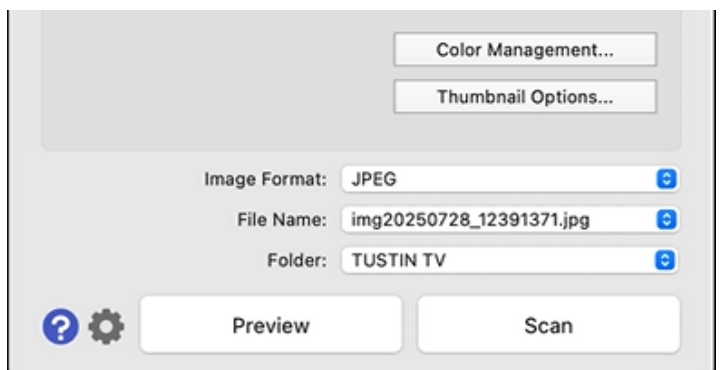 Color Management...
Thumbnail Options...
Image Format: JPEG
File Name: img20250728_12391371.jpg
Folder: TUSTIN TV
? Preview Scan